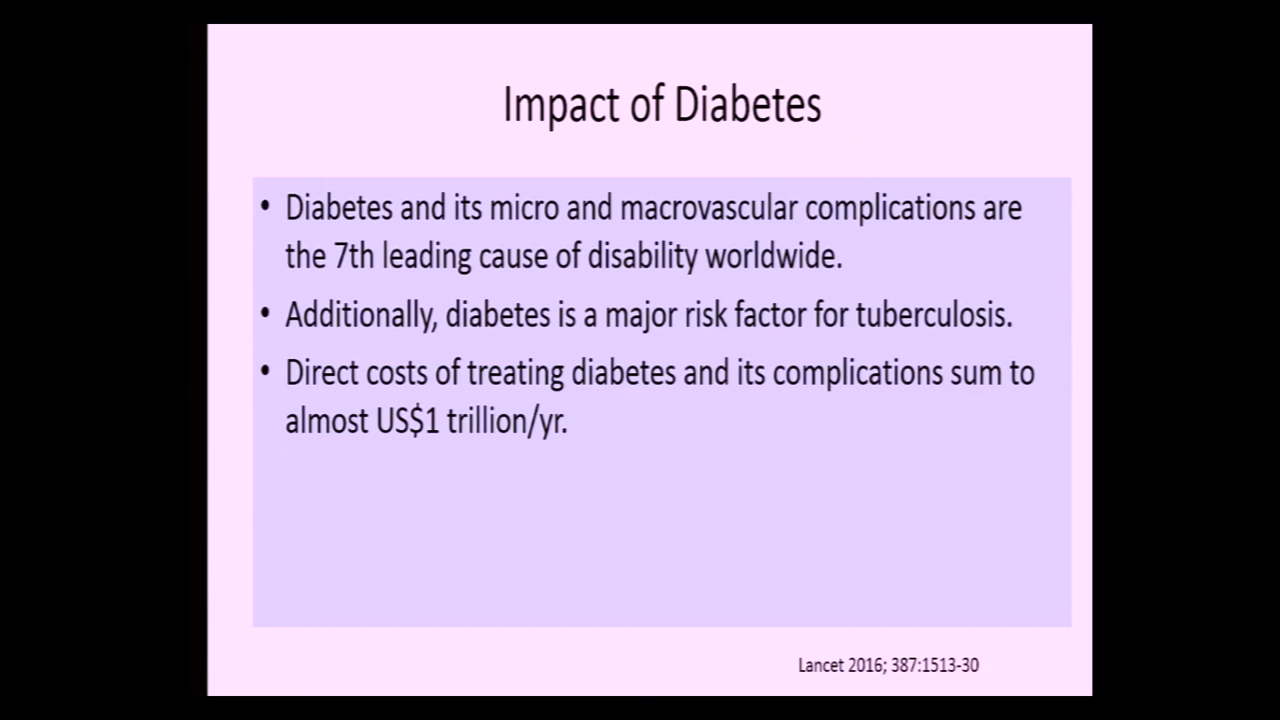 Impact of Diabetes
• Diabetes and its micro and macrovascular complications are
the 7th leading cause of disability worldwide.
• Additionally, diabetes is a major risk factor for tuberculosis.
• Direct costs of treating diabetes and its complications sum to
almost US$1 trillion/yr.
Lancet 2016; 387:1513-30